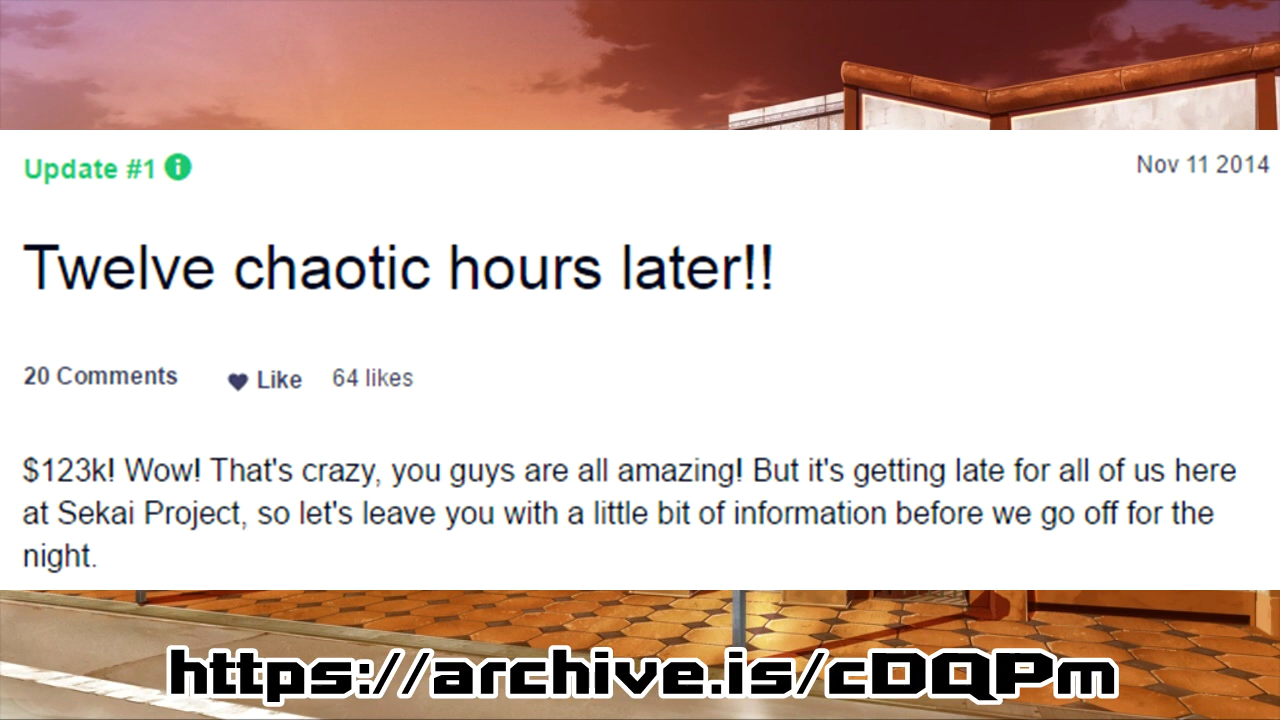 Update #1
Nov 11 2014
Twelve chaotic hours later!!
20 Comments Like 64 likes
$123k! Wow! That's crazy, you guys are all amazing! But it's getting late for all of us here
at Sekai Project, so let's leave you with a little bit of information before we go off for the
night.
https://archive.is/cDQPm